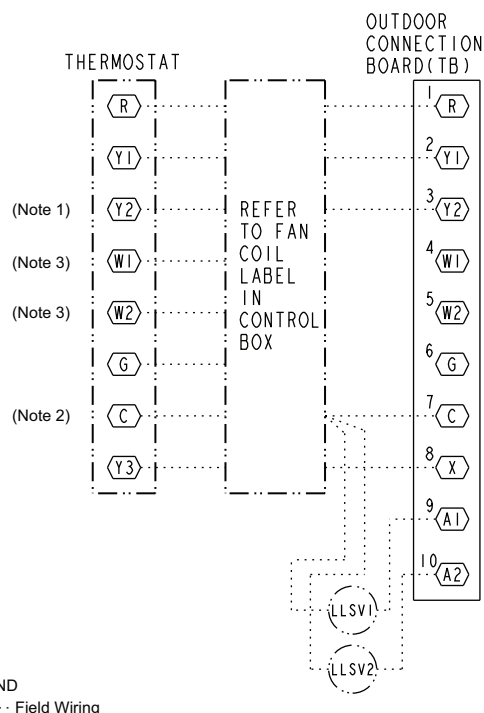 OUTDOOR
CONNECTION
BOARD(TB)
THERMOSTAT
R
1 R
Y1
2 Y1
(Note 1) Y2
3 Y2
(Note 3) W1
4 W1
(Note 3) W2
5 W2
G
6 G
(Note 2) C
7 C
Y3
8 X
9 A1
10 A2
REFER
TO FAN
COIL
LABEL
IN
CONTROL
BOX
LLSV1
LLSV2
ND
Field Wiring